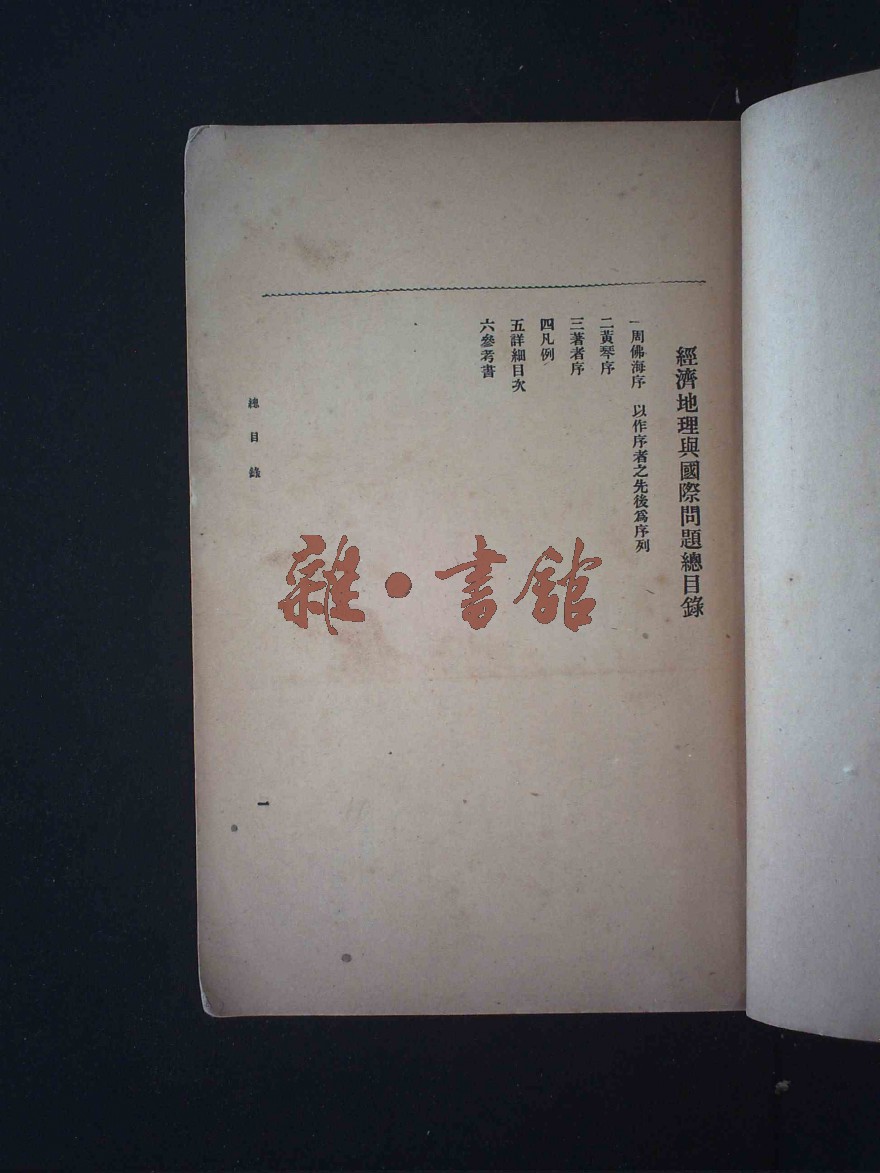 經濟地理與國際問題總目錄
一周佛海序　以作序者之先後爲序列
二黃琴序
三著者序
四凡例
五詳細目次
六參考書
總目錄
一
雜·書館